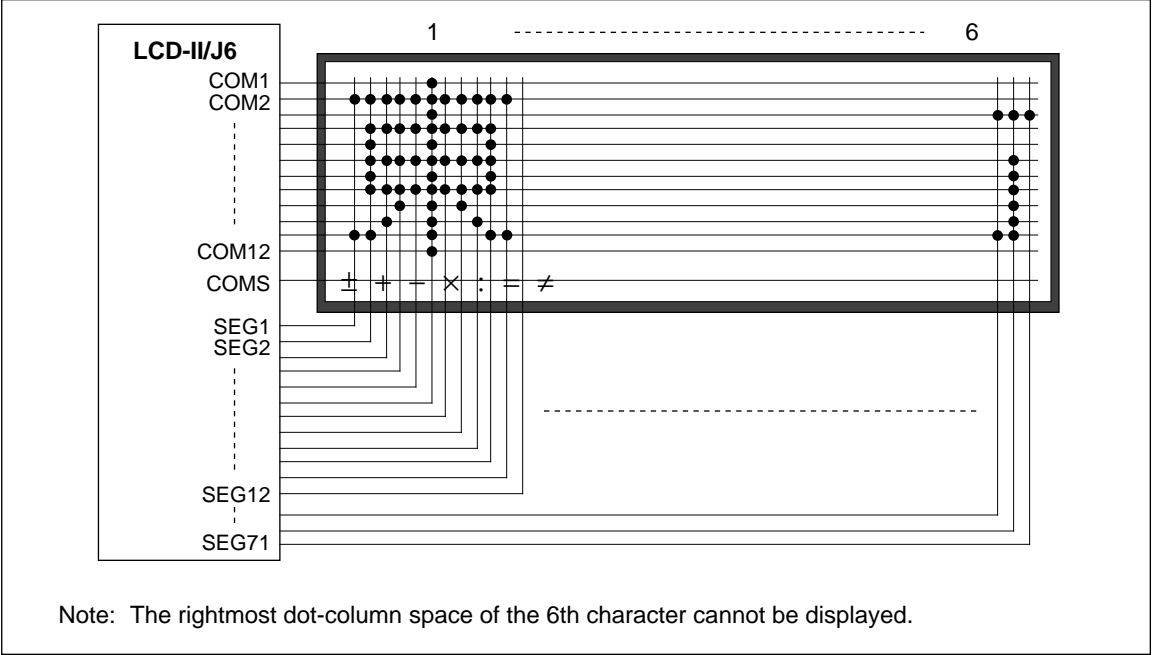 1 6
LCD-II/J6
COM1
COM2
COM12
COMS
± + − × : = ≠
SEG1
SEG2
SEG12
SEG71
Note: The rightmost dot-column space of the 6th character cannot be displayed.